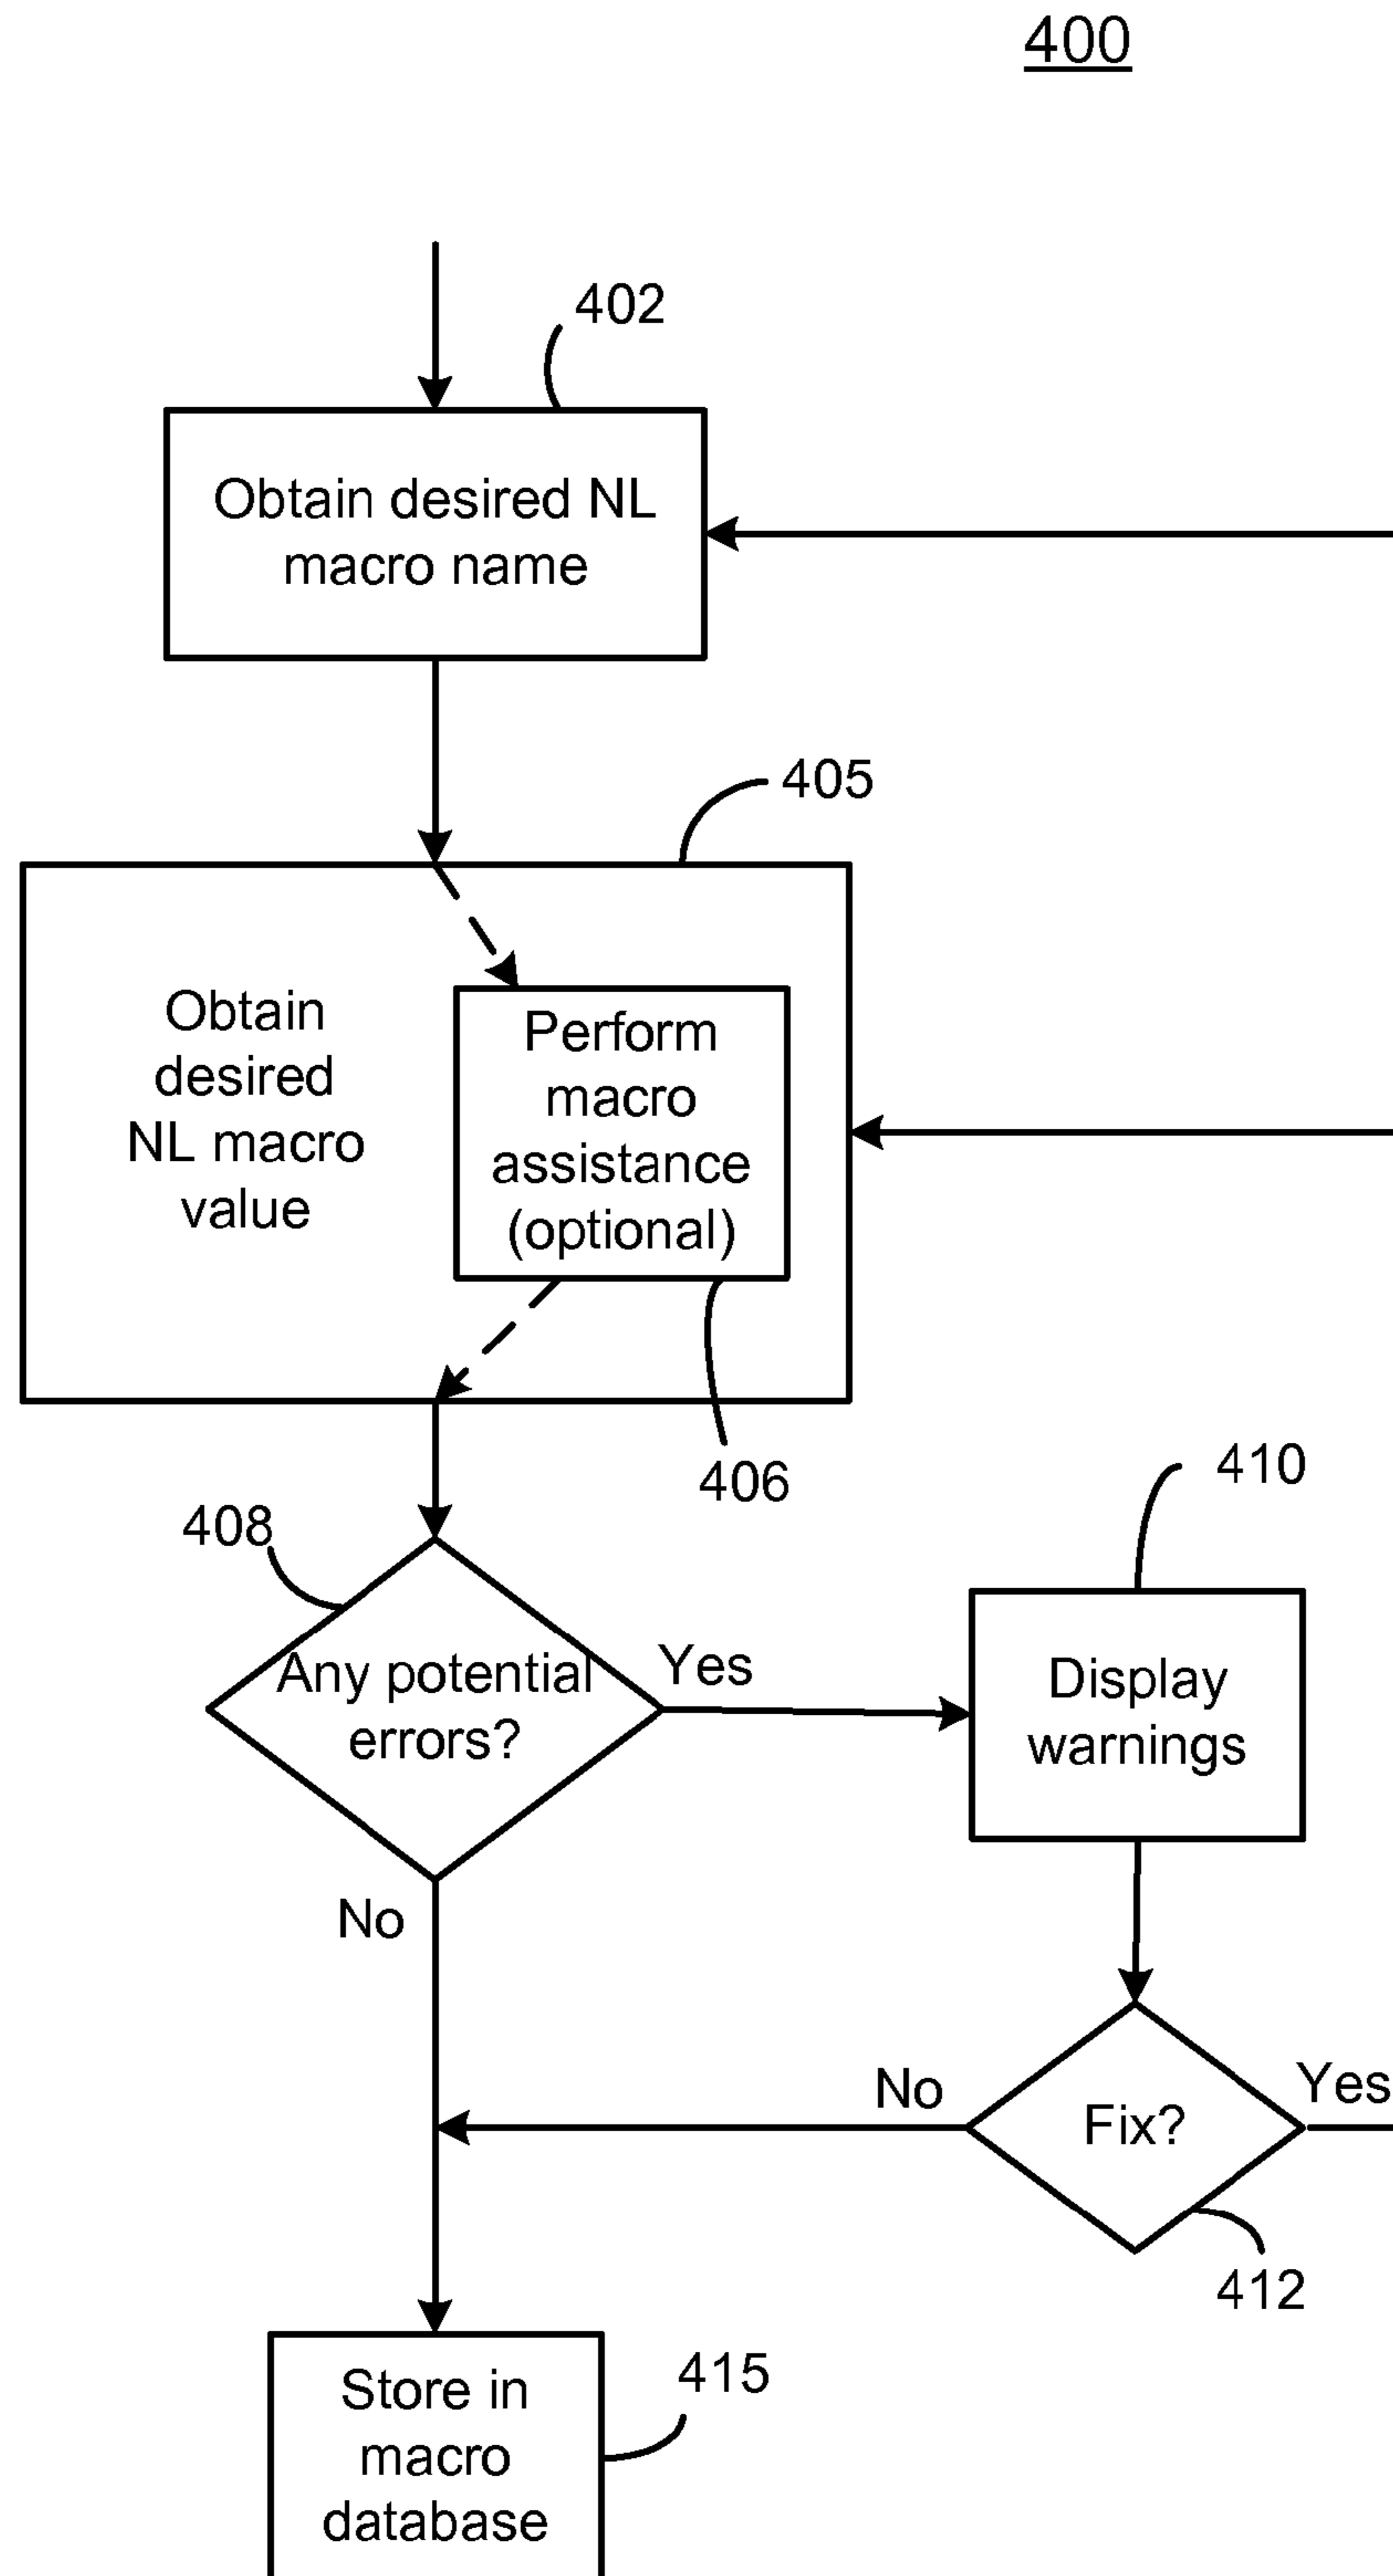 400
402
Obtain desired NL
macro name
405
Obtain
desired
NL macro
value
Perform
macro
assistance
(optional)
406
408
Any potential
errors?
Yes
No
410
Display
warnings
Fix?
No
Yes
412
Store in
macro
database
415